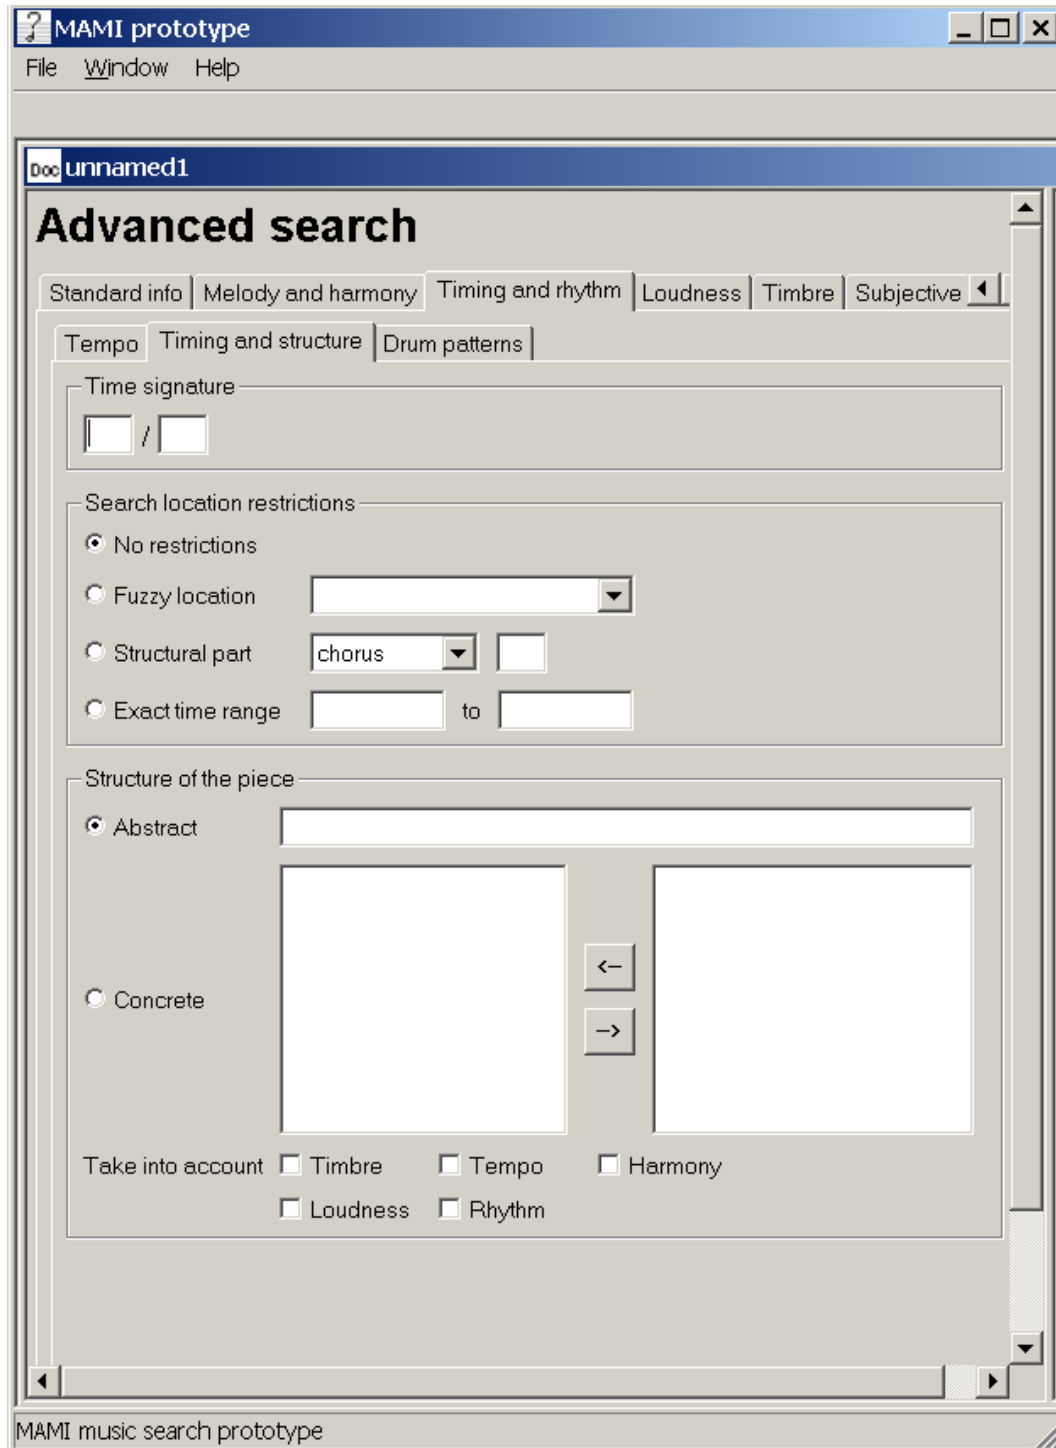 MAMI prototype
File Window Help
Doc unnamed1
Advanced search
Standard info Melody and harmony Timing and rhythm Loudness Timbre Subjective
Tempo Timing and structure Drum patterns
Time signature
/
Search location restrictions
No restrictions
Fuzzy location
Structural part chorus
Exact time range to
Structure of the piece
Abstract
<–
Concrete
–>
Take into account Timbre Tempo Harmony
Loudness Rhythm
MAMI music search prototype